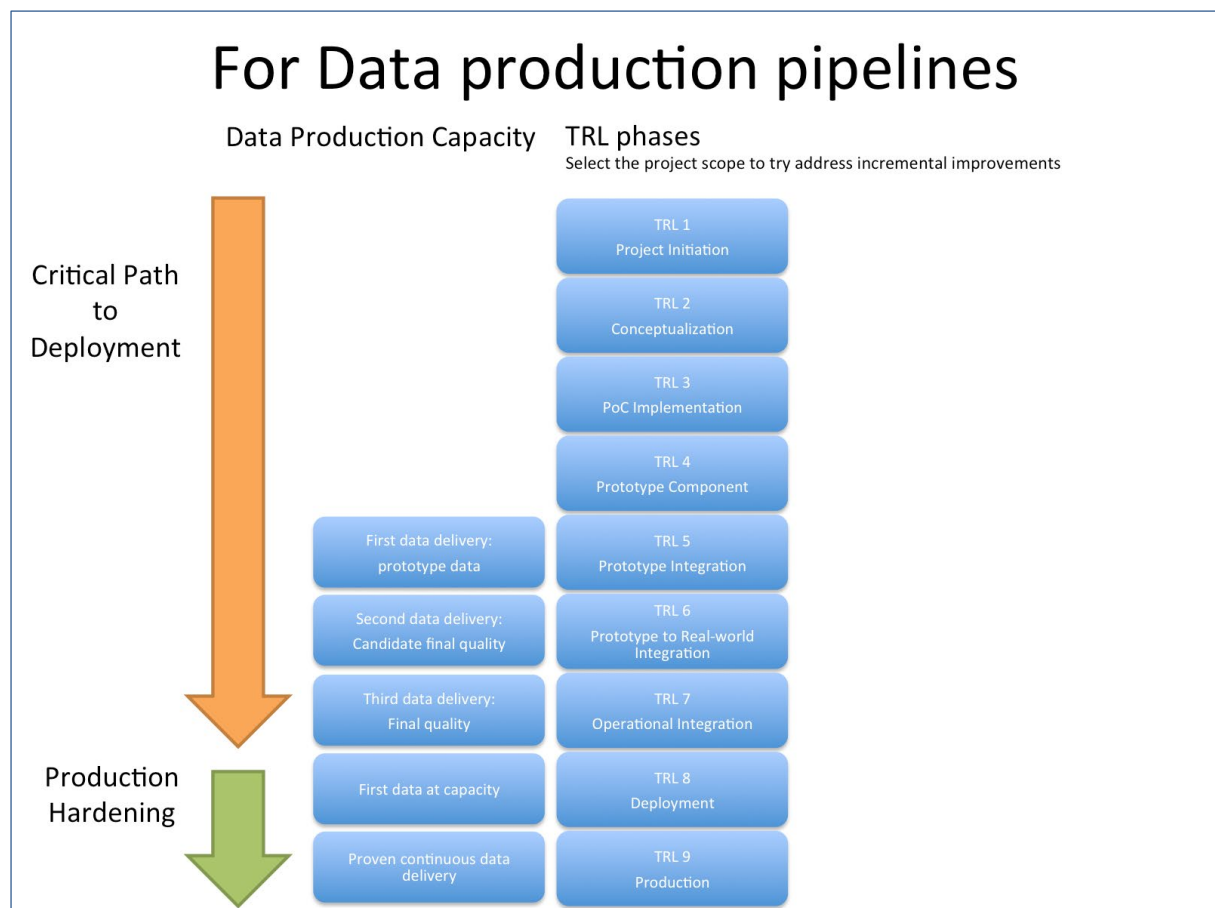 For Data production pipelines
Data Production Capacity
TRL phases
Select the project scope to try address incremental improvements
Critical Path
to
Deployment
TRL 1
Project Initiation
TRL 2
Conceptualization
TRL 3
PoC Implementation
TRL 4
Prototype Component
First data delivery:
prototype data
TRL 5
Prototype Integration
Second data delivery:
Candidate final quality
TRL 6
Prototype to Real-world
Integration
Third data delivery:
Final quality
TRL 7
Operational Integration
Production
Hardening
First data at capacity
TRL 8
Deployment
Proven continuous data
delivery
TRL 9
Production